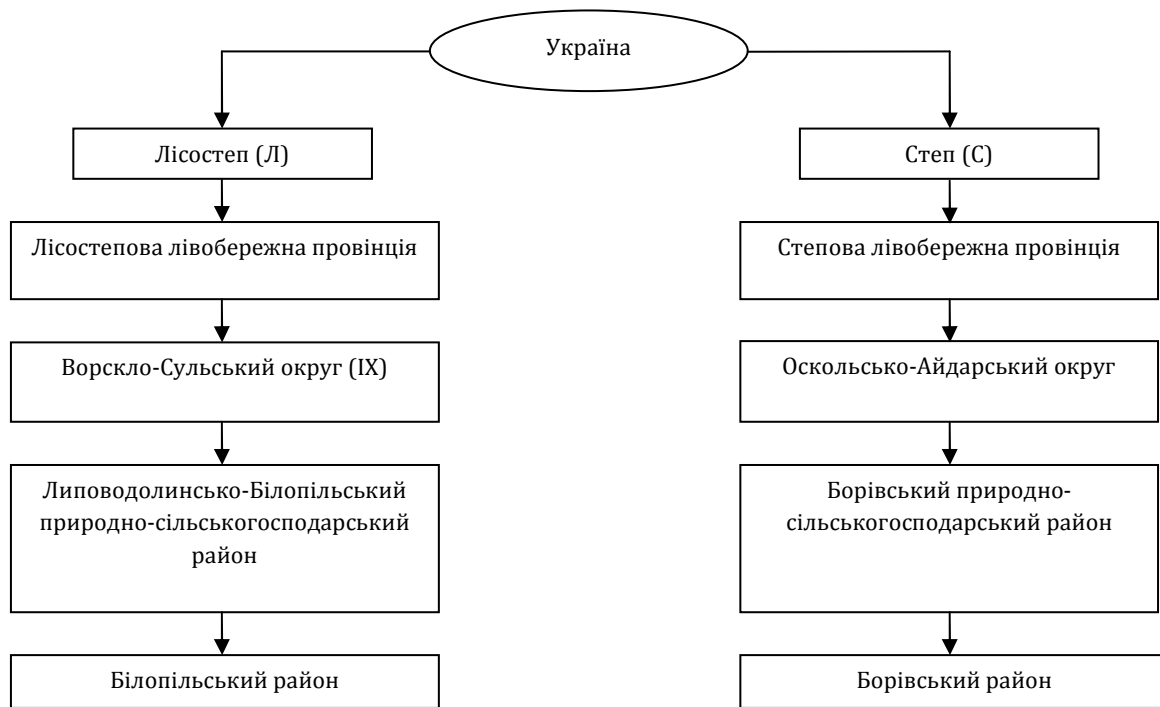 Україна
Лісостеп (Л)
Степ (С)
Лісостепова лівобережна провінція
Степова лівобережна провінція
Ворскло-Сульський округ (IX)
Оскольсько-Айдарський округ
Липоводолинсько-Білопільський
природно-сільськогосподарський
район
Борівський природно-
сільськогосподарський район
Білопільський район
Борівський район